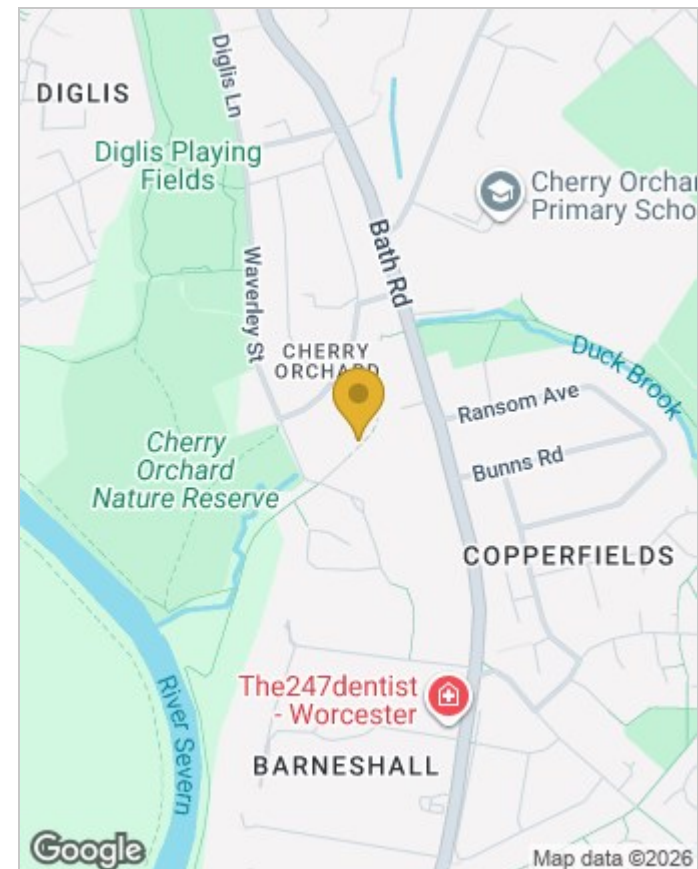 DIGLIS
Diglis Ln
Diglis Playing
Fields
Cherry Orchar
Primary Schoo
Bath Rd
Waverley St
CHERRY
ORCHARD
Duck Brook
Ransom Ave
Bunns Rd
Cherry
Orchard
Nature Reserve
COPPERFIELDS
The247dentist
- Worcester
River Severn
BARNESHALL
Google
Map data ©2026